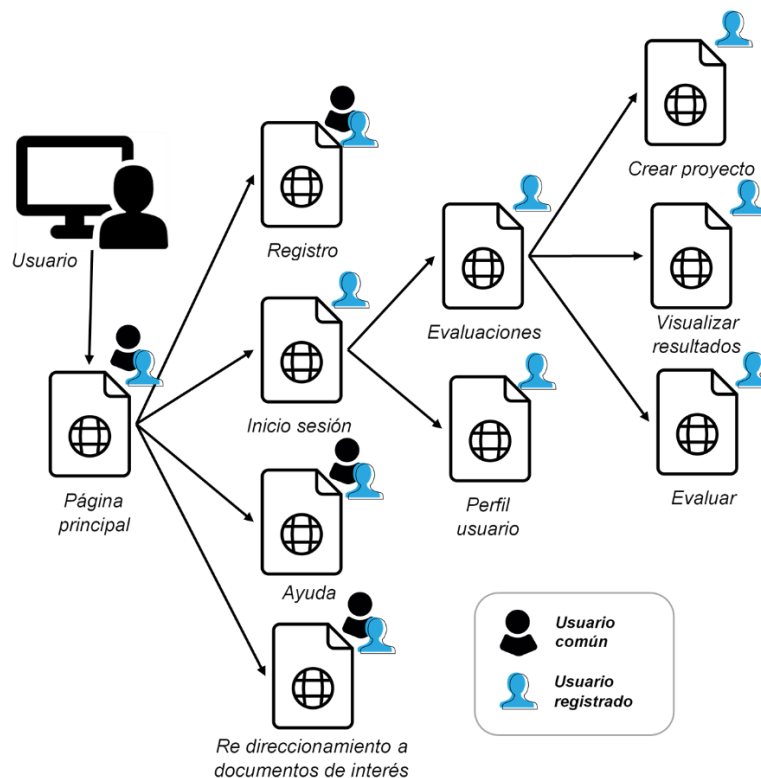 Usuario
Página
principal
Registro
Inicio sesión
Ayuda
Re direccionamiento a
documentos de interés
Evaluaciones
Perfil
usuario
Crear proyecto
Visualizar
resultados
Evaluar
Usuario
común
Usuario
registrado